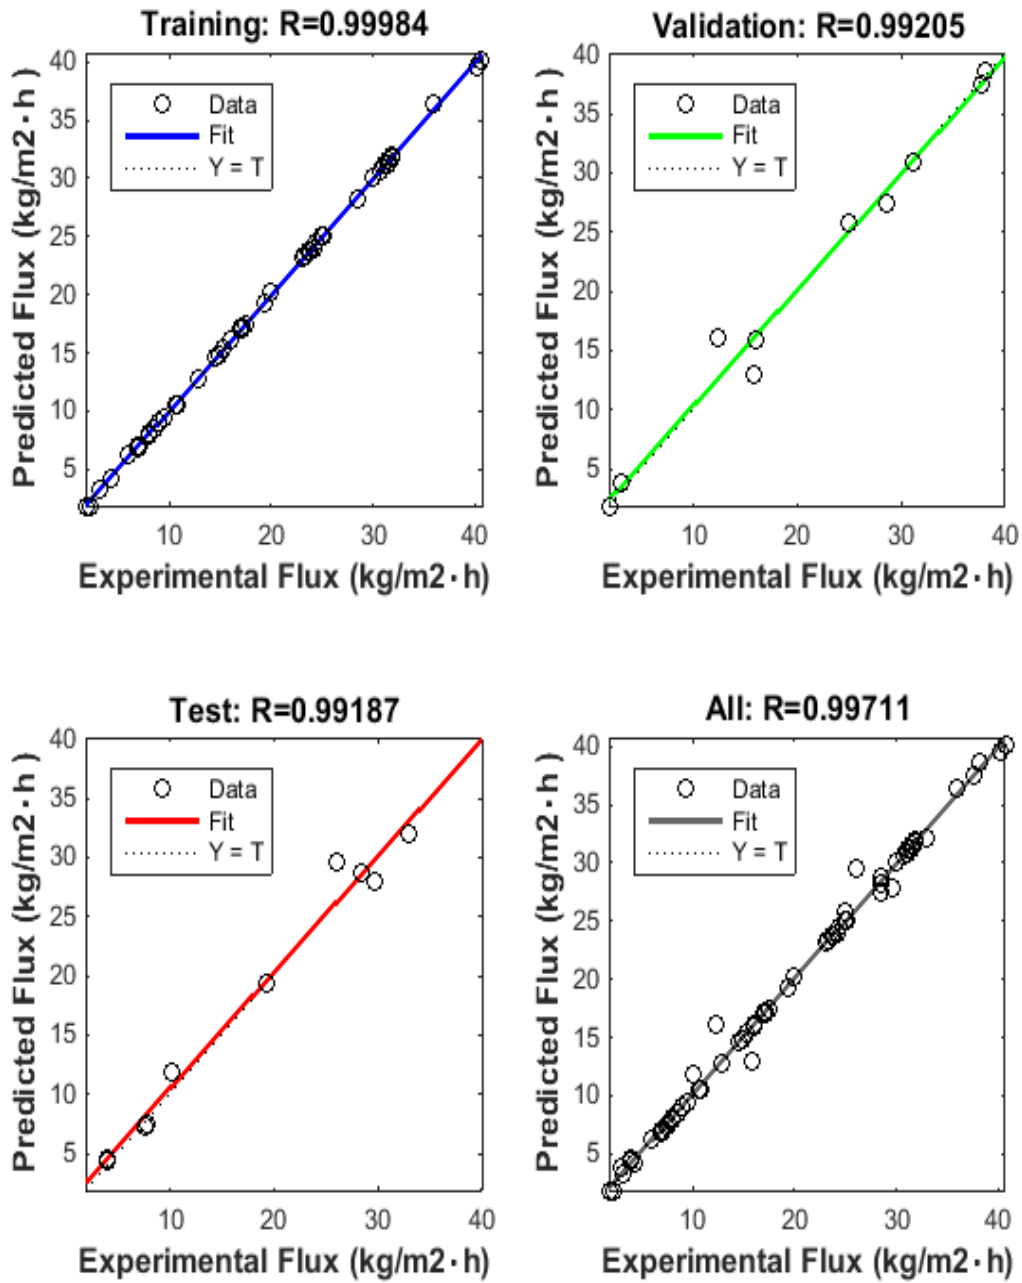 Training: R=0.99984
Predicted Flux (kg/m2·h )
40
35
30
25
20
15
10
5
Data
Fit
Y = T
10
20
30
40
Experimental Flux (kg/m2·h)
Validation: R=0.99205
Predicted Flux (kg/m2·h )
40
35
30
25
20
15
10
5
Data
Fit
Y = T
10
20
30
40
Experimental Flux (kg/m2·h)
Test: R=0.99187
Predicted Flux (kg/m2·h )
40
35
30
25
20
15
10
5
Data
Fit
Y = T
10
20
30
40
Experimental Flux (kg/m2·h)
All: R=0.99711
Predicted Flux (kg/m2·h )
40
35
30
25
20
15
10
5
Data
Fit
Y = T
10
20
30
40
Experimental Flux (kg/m2·h)